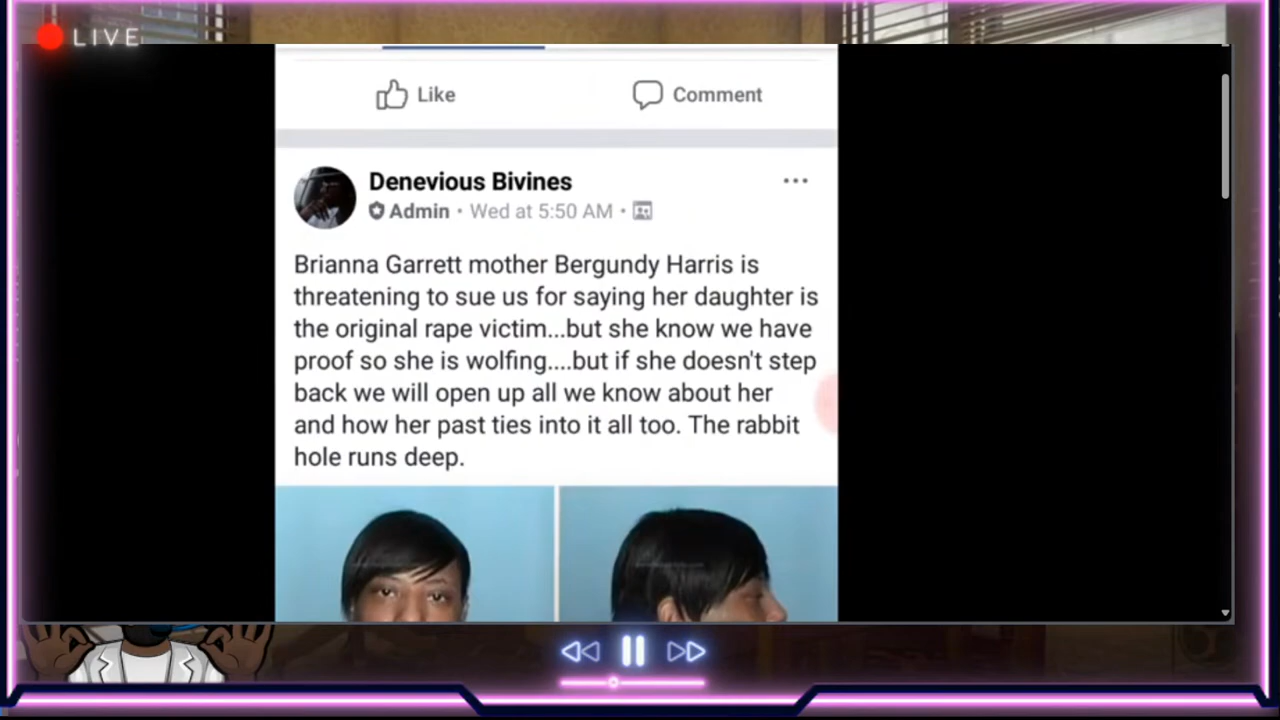 LIVE
Like
Comment
Denevious Bivines
Admin · Wed at 5:50 AM ·
Brianna Garrett mother Bergundy Harris is
threatening to sue us for saying her daughter is
the original rape victim...but she know we have
proof so she is wolfing....but if she doesn't step
back we will open up all we know about her
and how her past ties into it all too. The rabbit
hole runs deep.